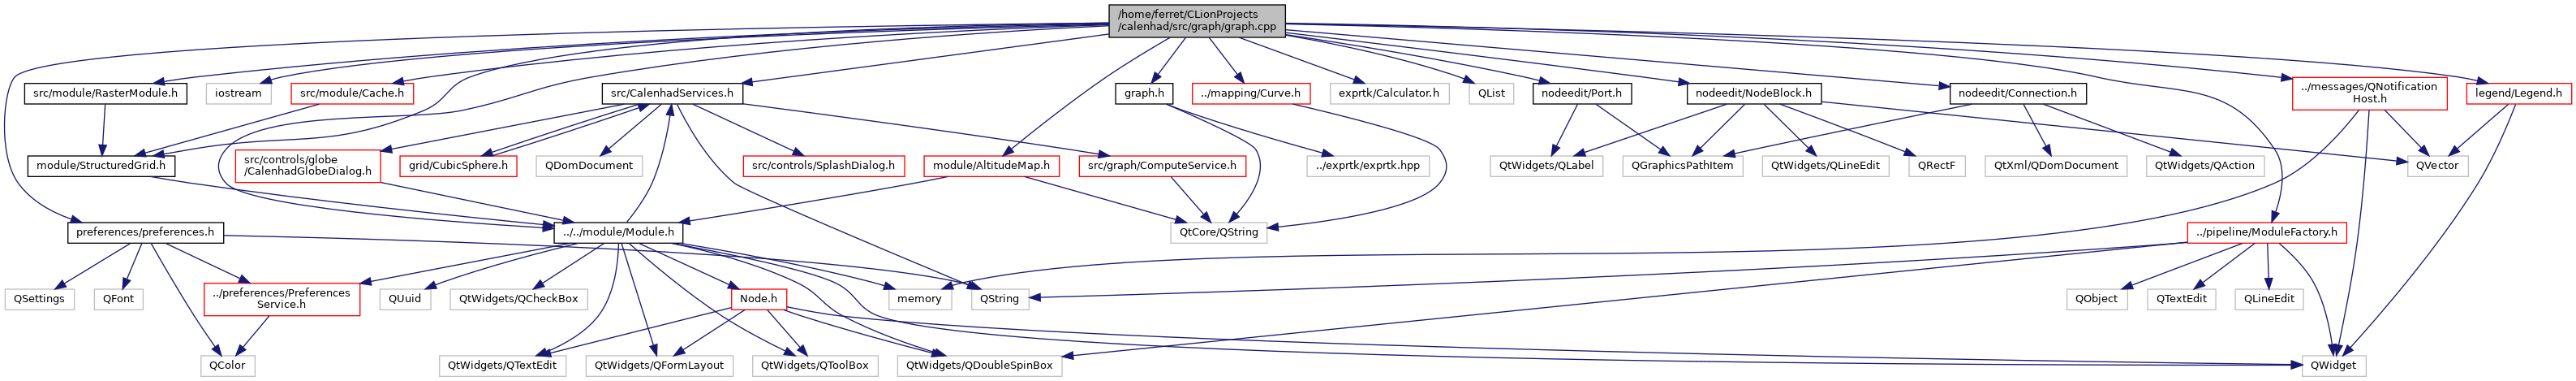 /home/ferret/CLionProjects
/calenhad/src/graph/graph.cpp
src/module/RasterModule.h
iostream
src/module/Cache.h
src/CalenhadServices.h
graph.h
../mapping/Curve.h
exprtk/Calculator.h
QList
nodeedit/Port.h
nodeedit/NodeBlock.h
nodeedit/Connection.h
../messages/QNotification
Host.h
legend/Legend.h
module/StructuredGrid.h
src/controls/globe
/CalenhadGlobeDialog.h
grid/CubicSphere.h
QDomDocument
src/controls/SplashDialog.h
module/AltitudeMap.h
src/graph/ComputeService.h
../exprtk/exprtk.hpp
QtWidgets/QLabel
QGraphicsPathItem
QtWidgets/QLineEdit
QRectF
QtXml/QDomDocument
QtWidgets/QAction
QVector
preferences/preferences.h
../../module/Module.h
QtCore/QString
../pipeline/ModuleFactory.h
QSettings
QFont
../preferences/Preferences
Service.h
QUuid
QtWidgets/QCheckBox
Node.h
memory
QString
QObject
QTextEdit
QLineEdit
QColor
QtWidgets/QTextEdit
QtWidgets/QFormLayout
QtWidgets/QToolBox
QtWidgets/QDoubleSpinBox
QWidget